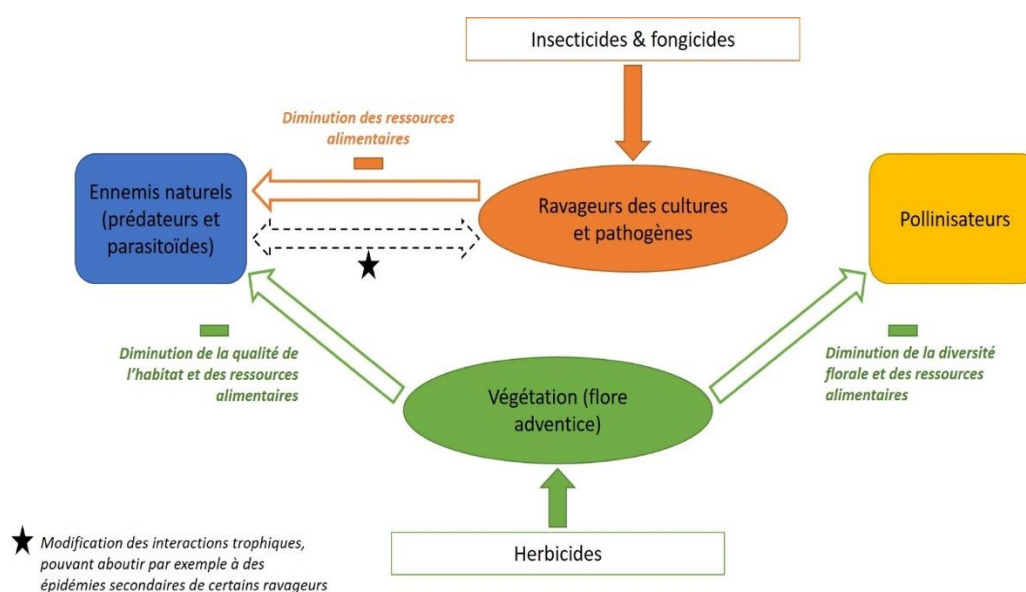 Insecticides & fongicides
Diminution des ressources
alimentaires
Ennemis naturels
(prédateurs et
parasitoïdes)
Ravageurs des cultures
et pathogènes
Pollinisateurs
Diminution de la qualité de
l'habitat et des ressources
alimentaires
Végétation (flore
adventice)
Diminution de la diversité
florale et des ressources
alimentaires
Herbicides
Modification des interactions trophiques,
pouvant aboutir par exemple à des
épidémies secondaires de certains ravageurs